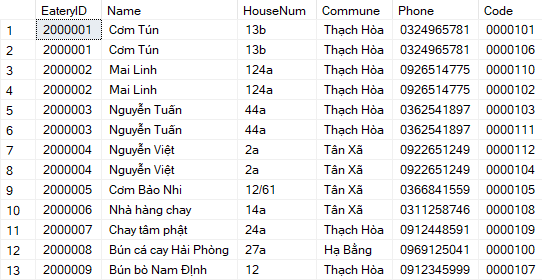 EateryID Name HouseNum Commune Phone Code
1 2000001 Cơm Tún 13b Thạch Hòa 0324965781 0000101
2 2000001 Cơm Tún 13b Thạch Hòa 0324965781 0000106
3 2000002 Mai Linh 124a Thạch Hòa 0926514775 0000110
4 2000002 Mai Linh 124a Thạch Hòa 0926514775 0000102
5 2000003 Nguyễn Tuấn 44a Thạch Hòa 0362541897 0000103
6 2000003 Nguyễn Tuấn 44a Thạch Hòa 0362541897 0000111
7 2000004 Nguyễn Việt 2a Tân Xã 0922651249 0000112
8 2000004 Nguyễn Việt 2a Tân Xã 0922651249 0000104
9 2000005 Cơm Bảo Nhi 12/61 Tân Xã 0366841559 0000105
10 2000006 Nhà hàng chay 14a Tân Xã 0311258746 0000108
11 2000007 Chay tâm phật 24a Thạch Hòa 0912448591 0000109
12 2000008 Bún cá cay Hải Phòng 27a Hạ Bằng 0969125041 0000100
13 2000009 Bún bò Nam Định 12 Thạch Hòa 0912345999 0000107